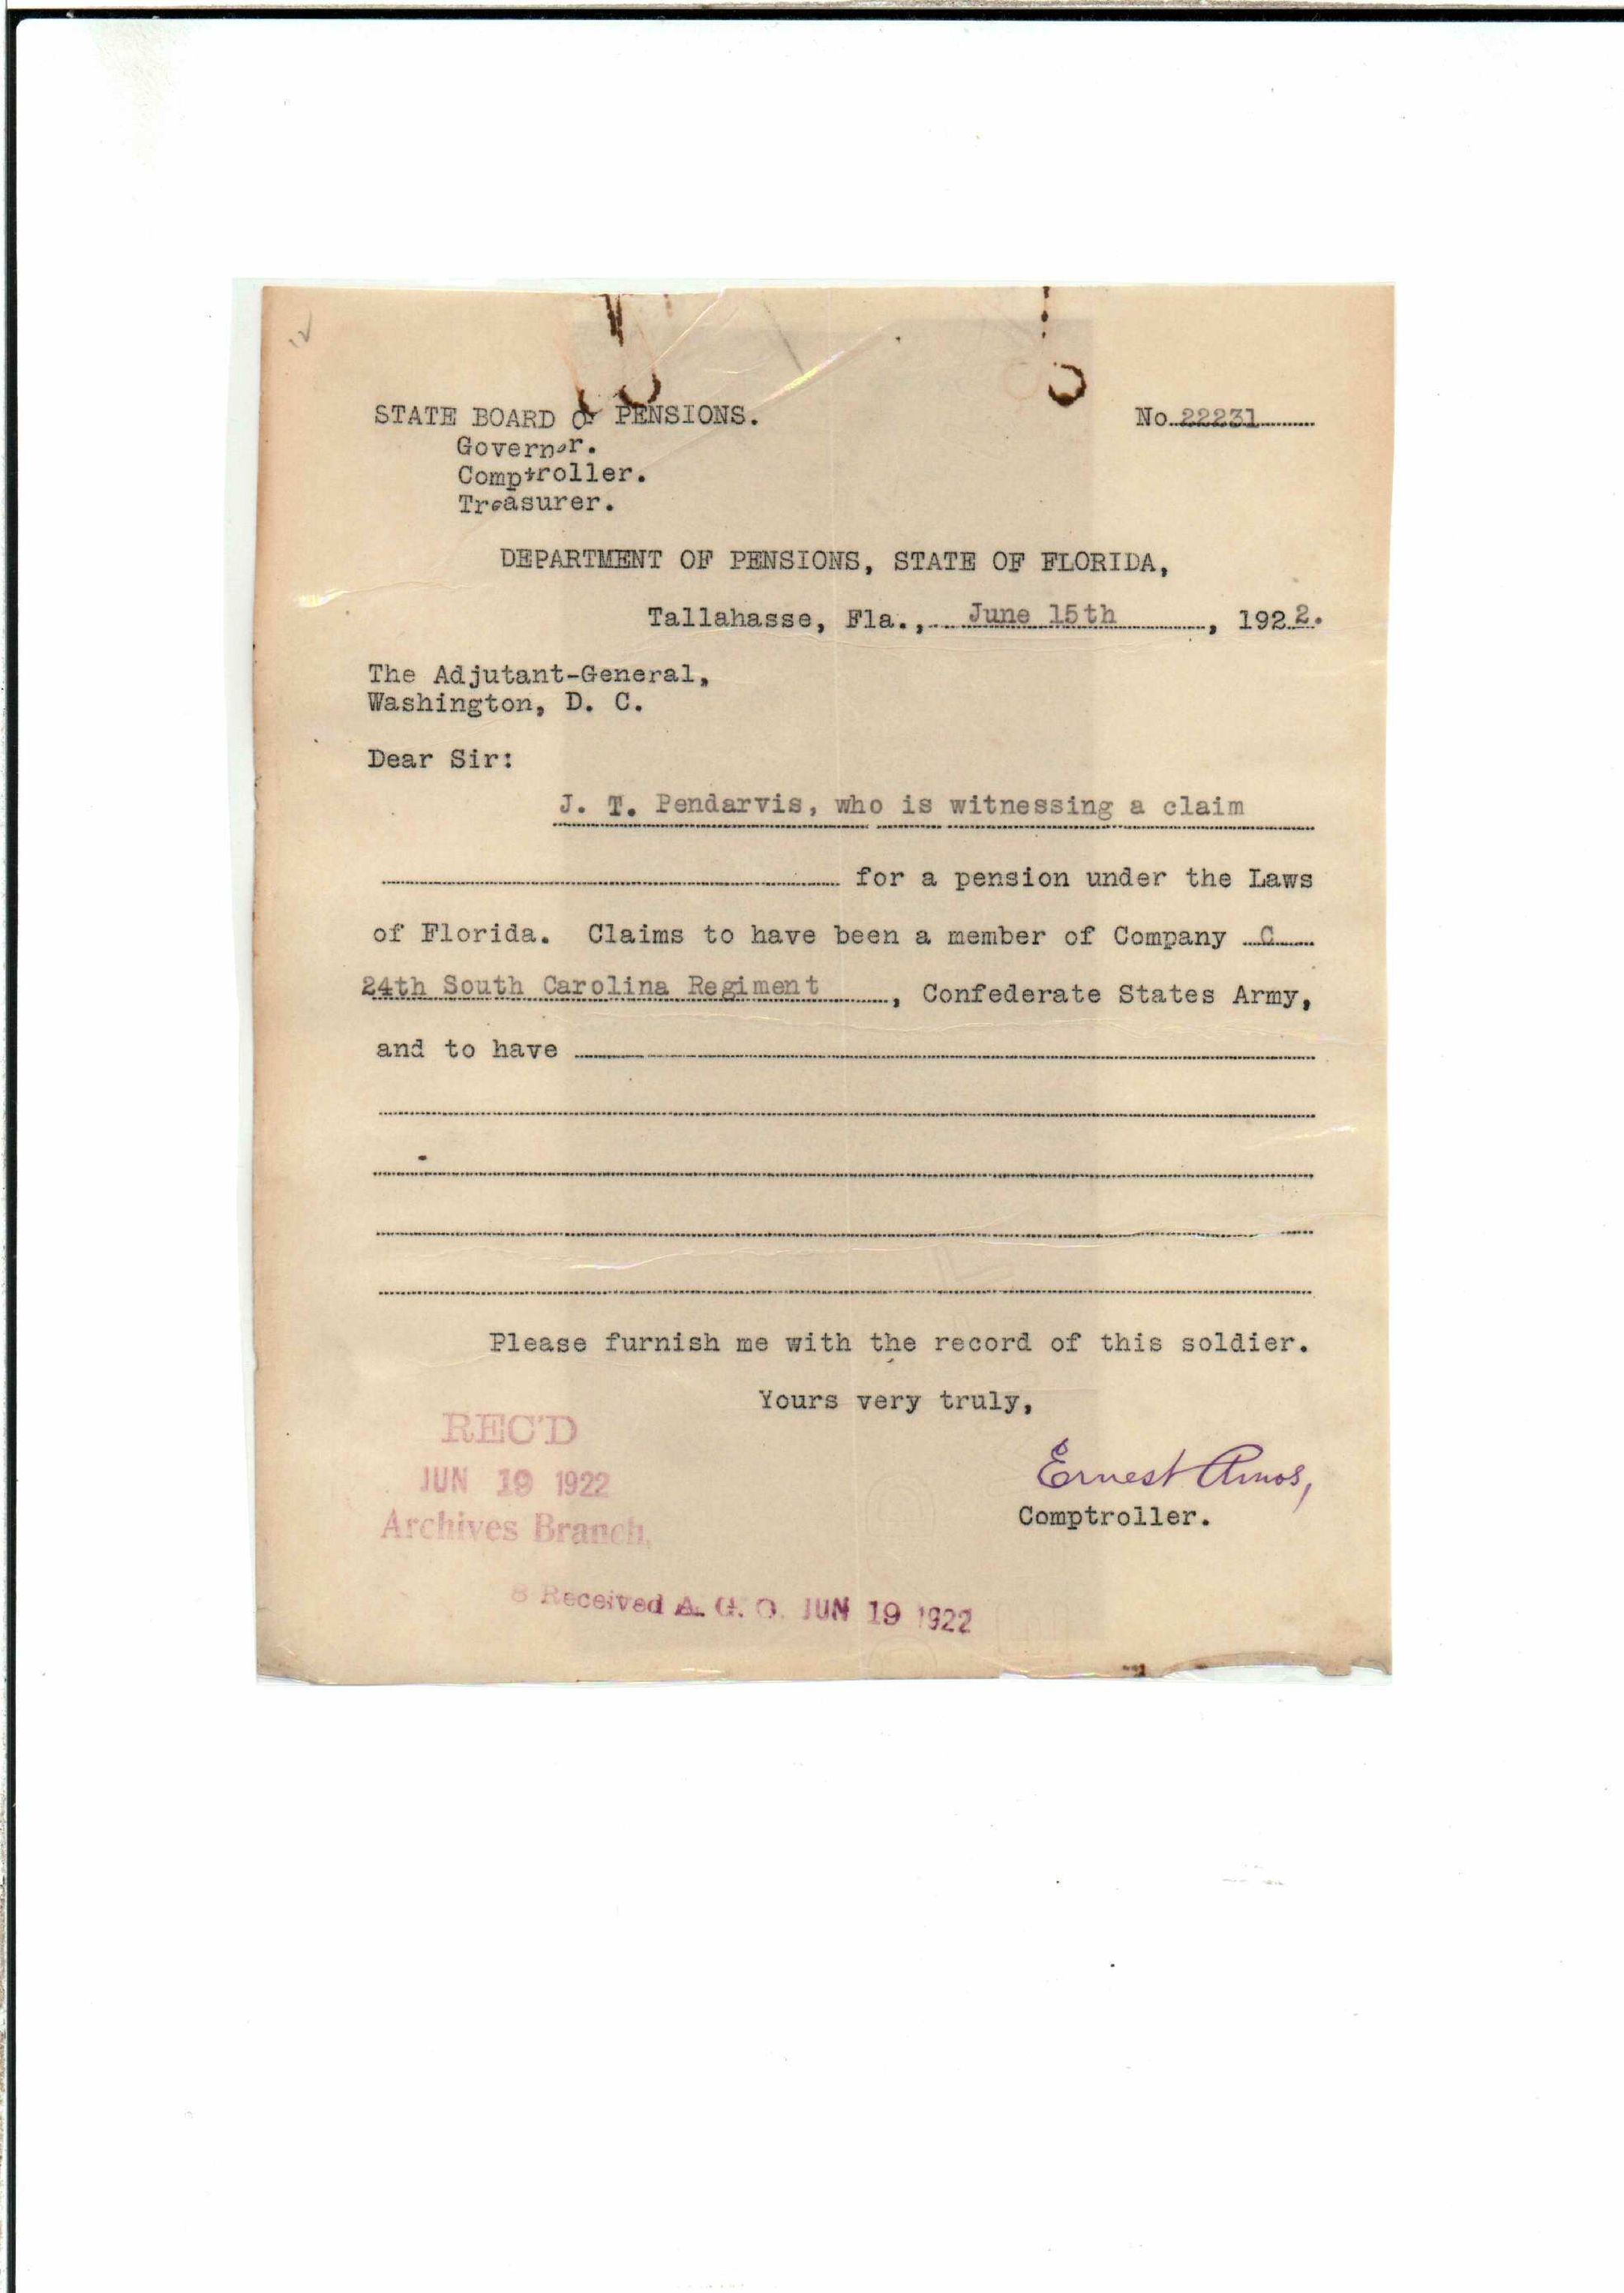 STATE BOARD OF PENSIONS.
No. 22231
Governor.
Comptroller.
Treasurer.
DEPARTMENT OF PENSIONS, STATE OF FLORIDA,
Tallahasse, Fla., June 15th, 1922.
The Adjutant-General,
Washington, D. C.
Dear Sir:
J. T. Pendarvis, who is witnessing a claim
for a pension under the Laws
of Florida. Claims to have been a member of Company C
24th South Carolina Regiment, Confederate States Army,
and to have
Please furnish me with the record of this soldier.
Yours very truly,
Ernest Amos,
Comptroller.
REC'D
JUN 19 1922
Archives Branch,
8 Received A. G. O. JUN 19 1922